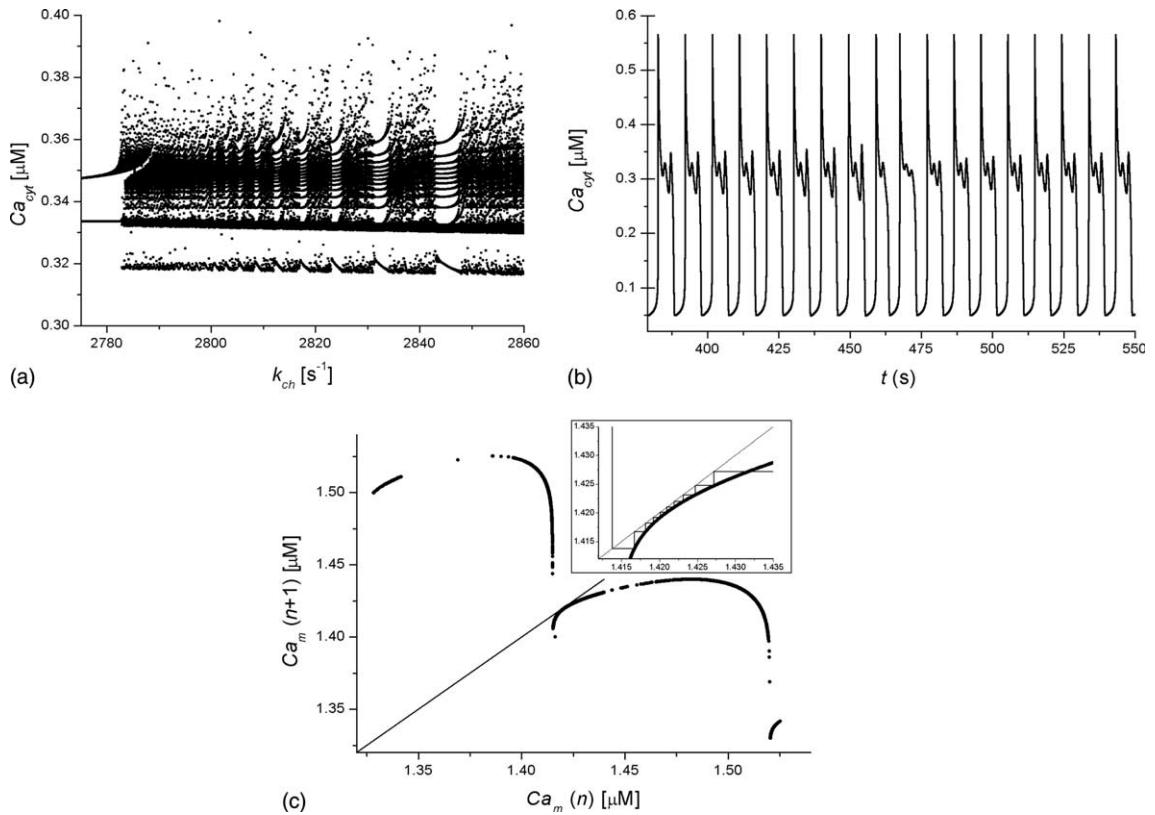 0.40
0.38
0.36
0.34
0.32
0.30
Ca_cyt [μM]
2780 2800 2820 2840 2860
k_ch [s⁻¹]
(a)
0.6
0.5
0.4
0.3
0.2
0.1
Ca_cyt [μM]
400 425 450 475 500 525 550
t (s)
(b)
1.50
1.45
1.40
1.35
Ca_m (n+1) [μM]
1.35 1.40 1.45 1.50
Ca_m (n) [μM]
(c)
1.435
1.430
1.425
1.420
1.415
1.415 1.420 1.425 1.430 1.435